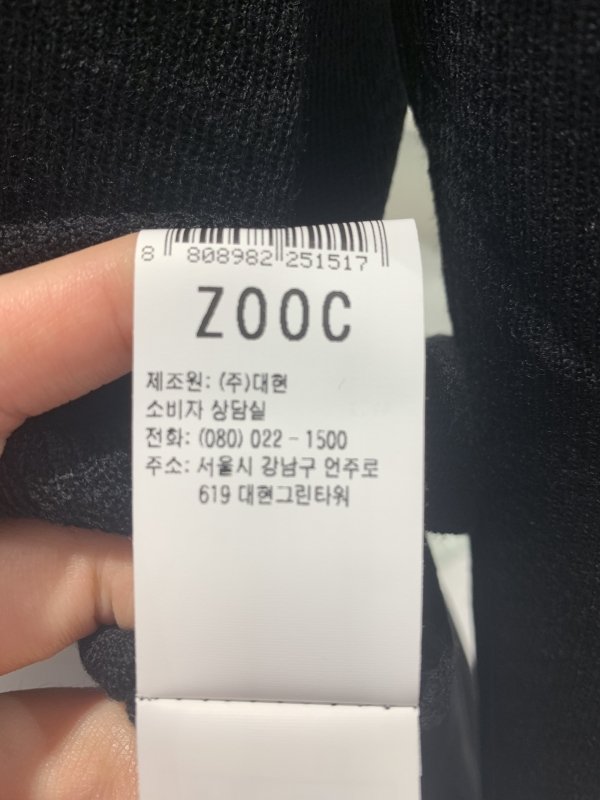 8 808982 251517
ZOOC
제조원: (주)대현
소비자 상담실
전화: (080) 022 - 1500
주소: 서울시 강남구 언주로
619 대현그린타워